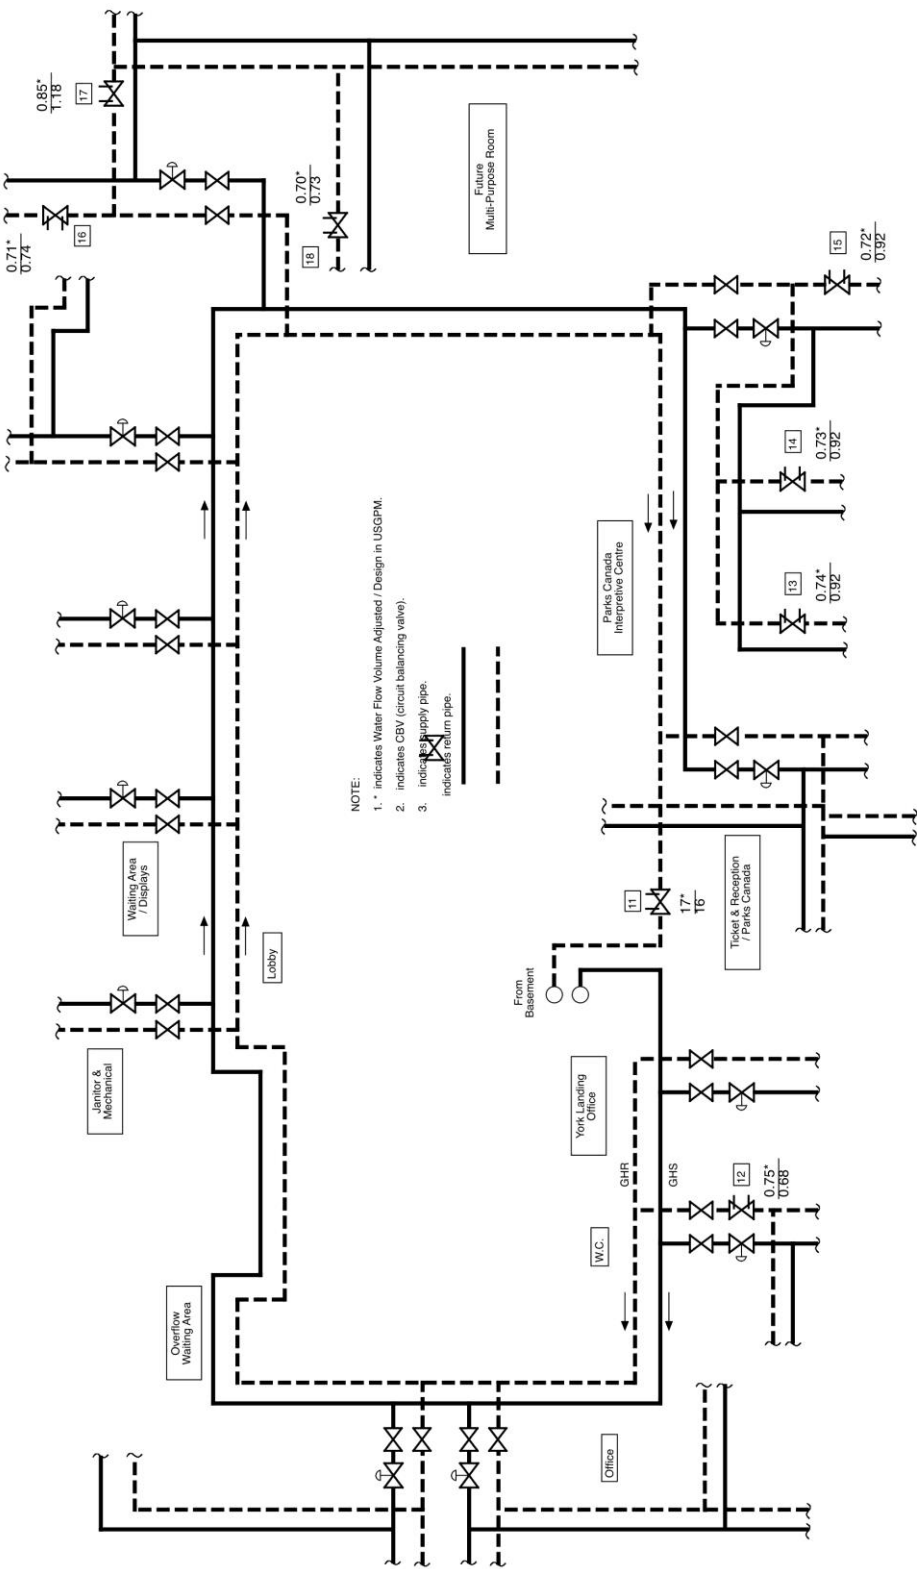 0.85*
1.18
17
0.71*
0.74
16
0.70*
0.73
18
Future
Multi-Purpose Room
15
0.72*
0.92
14
0.73*
0.92
13
0.74*
0.92
Parks Canada
Interpretive Centre
NOTE:
1. * indicates Water Flow Volume Adjusted / Design in USGPM.
2. indicates CBV (circuit balancing valve).
3. indicates supply pipe.
indicates return pipe.
Waiting Area
/ Displays
Lobby
Ticket & Reception
/ Parks Canada
11
17*
16
From
Basement
Janitor &
Mechanical
York Landing
Office
GHR
GHS
12
0.75*
0.68
W.C.
Overflow
Waiting Area
Office